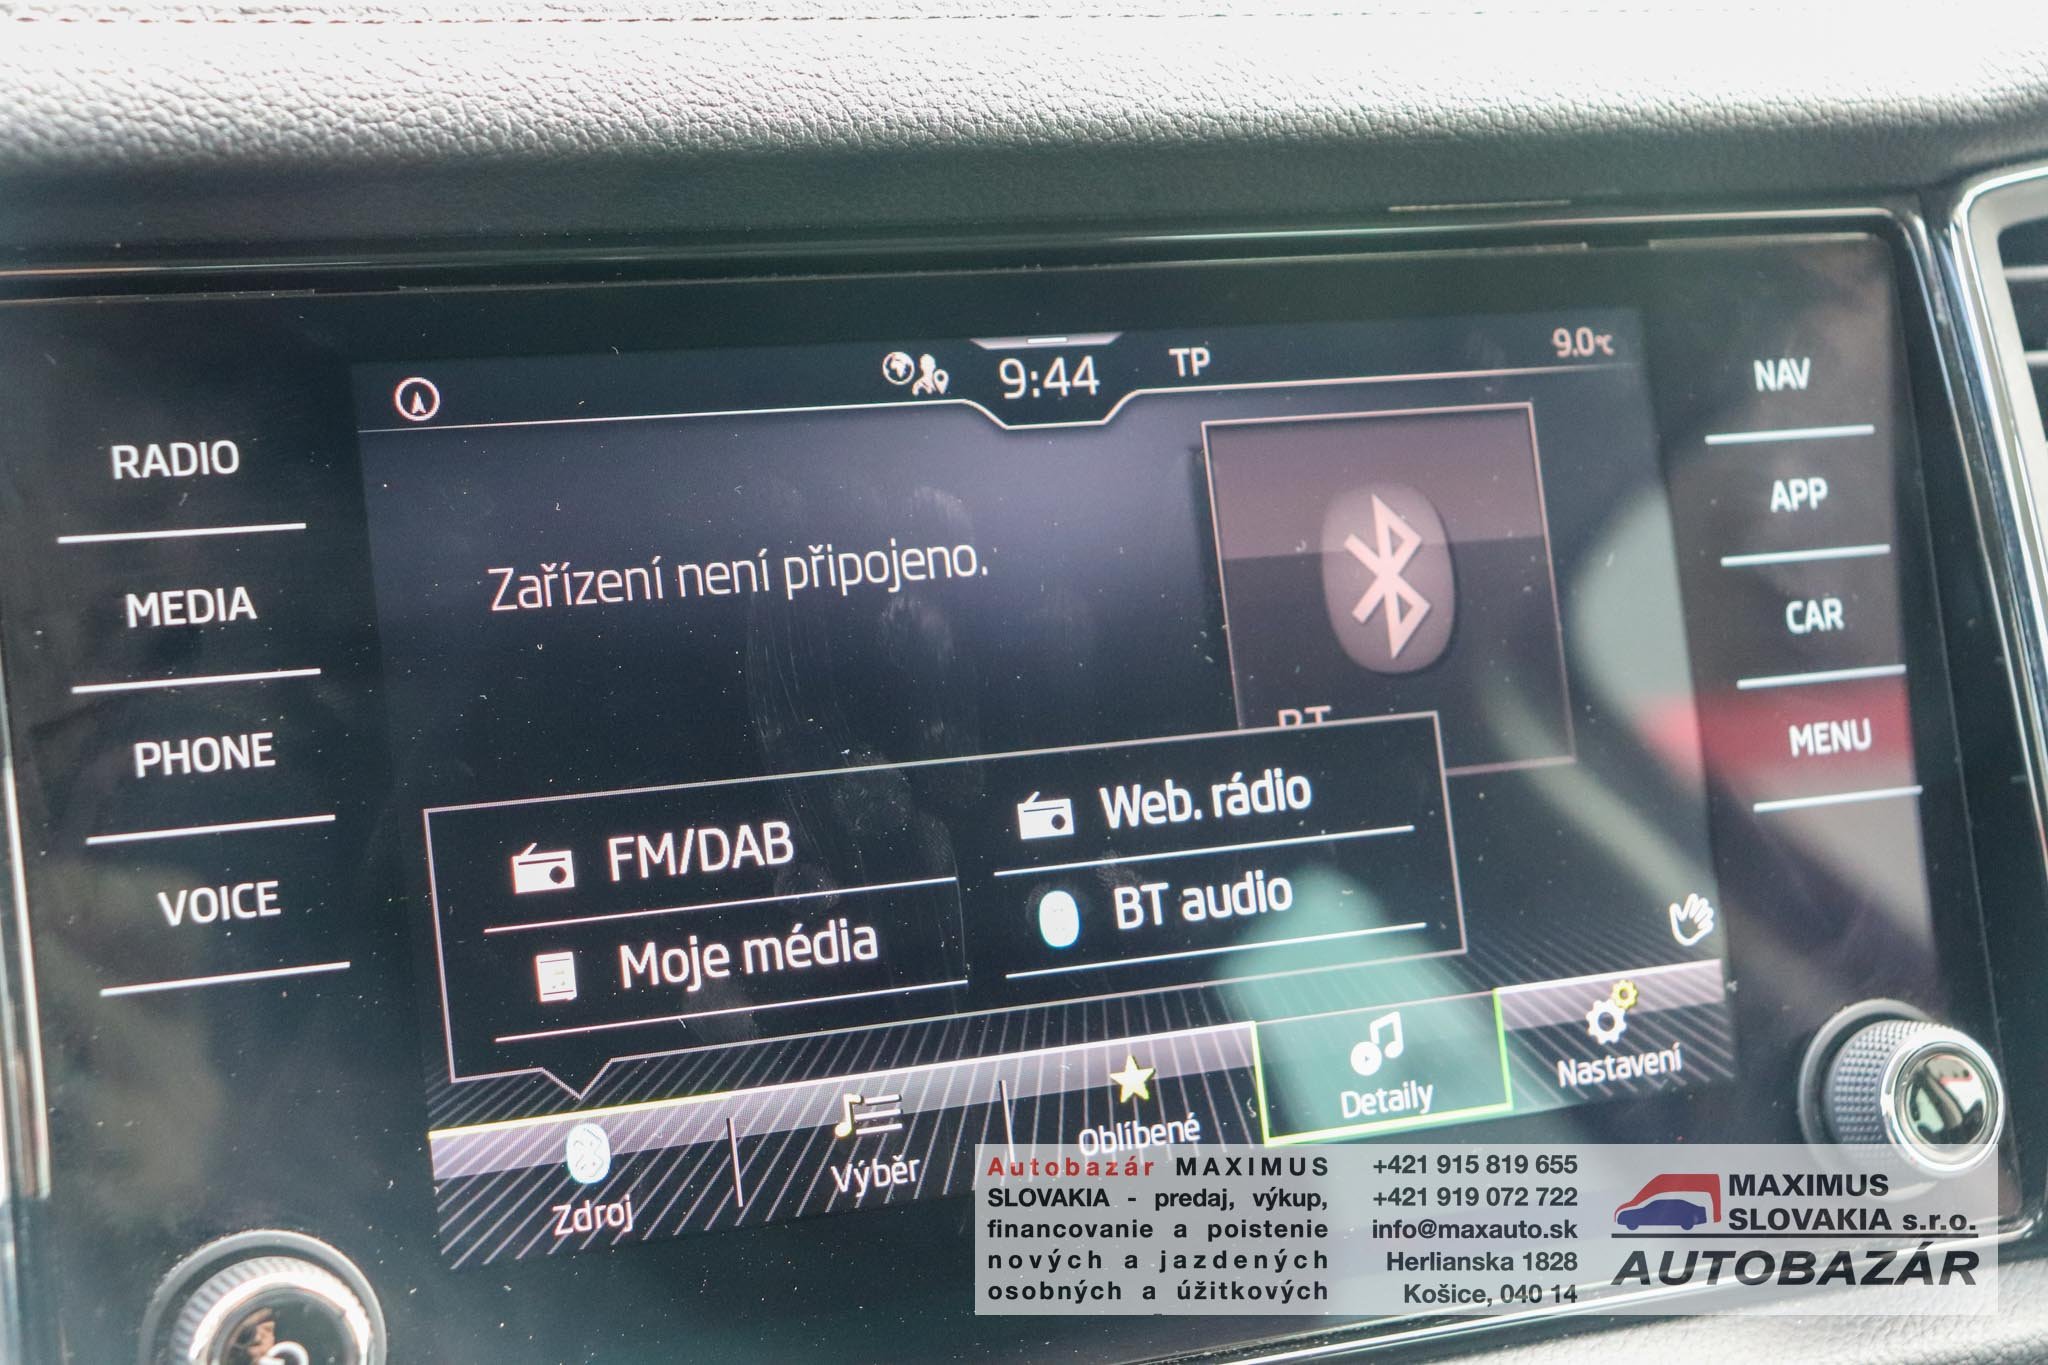 9:44
TP
9.0°C
RADIO
MEDIA
PHONE
VOICE
NAV
APP
CAR
MENU
Zařízení není připojeno.
BT
FM/DAB
Web. rádio
Moje média
BT audio
Zdroj
Výběr
Oblíbené
Detaily
Nastavení
Autobazár MAXIMUS
SLOVAKIA - predaj, výkup,
financovanie a poistenie
nových a jazdených
osobných a úžitkových
+421 915 819 655
+421 919 072 722
info@maxauto.sk
Herlianska 1828
Košice, 040 14
MAXIMUS
SLOVAKIA s.r.o.
AUTOBAZÁR